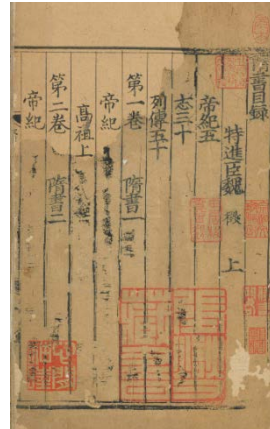 隋書目録
特進臣魏 徵 上
帝紀五
志三十
列傳五十
第一卷 隋書一
帝紀
高祖上
第二卷 隋書二
帝紀